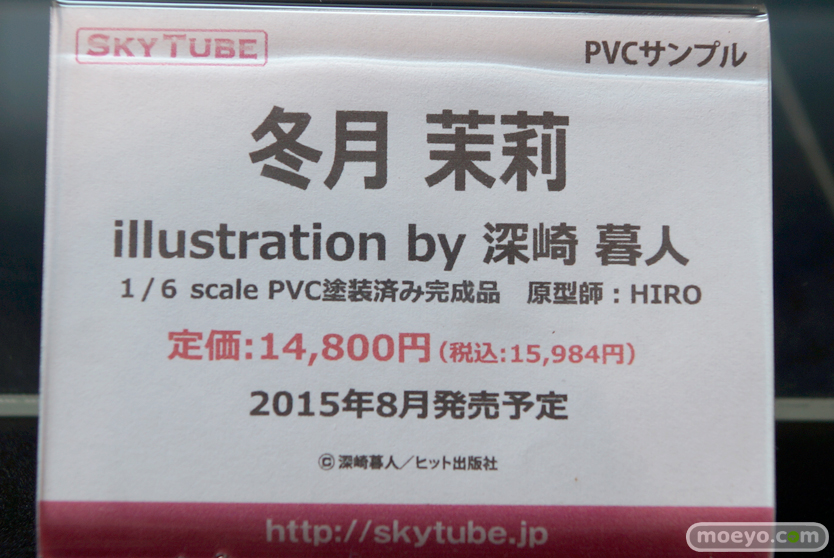 SKYTUBE
PVCサンプル
冬月 茉莉
illustration by 深崎 暮人
1/6 scale PVC塗装済み完成品 原型師：HIRO
定価:14,800円(税込:15,984円)
2015年8月発売予定
©深崎暮人／ヒット出版社
http://skytube.jp
moeyo.com